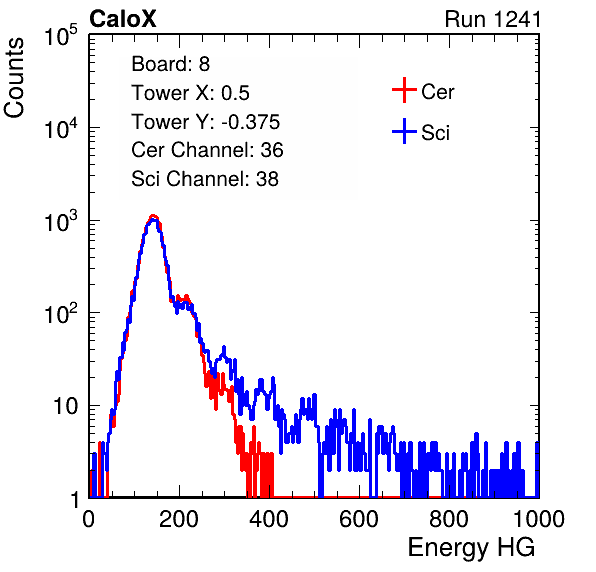 CaloX Run 1241
Counts
10^5
10^4
10^3
10^2
10
1
Board: 8
Tower X: 0.5
Tower Y: -0.375
Cer Channel: 36
Sci Channel: 38
Cer
Sci
0 200 400 600 800 1000
Energy HG